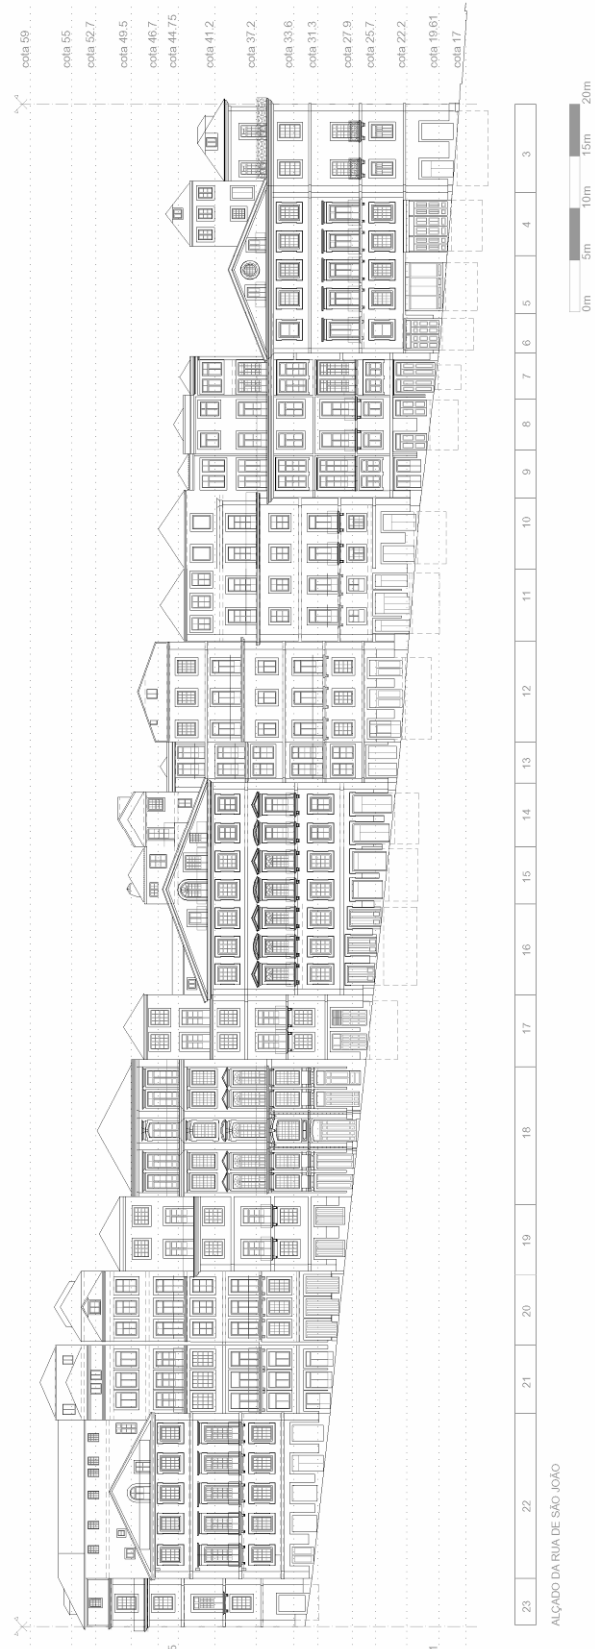 cota 59
cota 55
cota 52.7
cota 49.5
cota 46.7
cota 44.75
cota 41.2
cota 37.2
cota 33.6
cota 31.3
cota 27.9
cota 25.7
cota 22.2
cota 19.61
cota 17
23
22
21
20
19
18
17
16
15
14
13
12
11
10
9
8
7
6
5
4
3
ALÇADO DA RUA DE SÃO JOÃO
0m
5m
10m
15m
20m